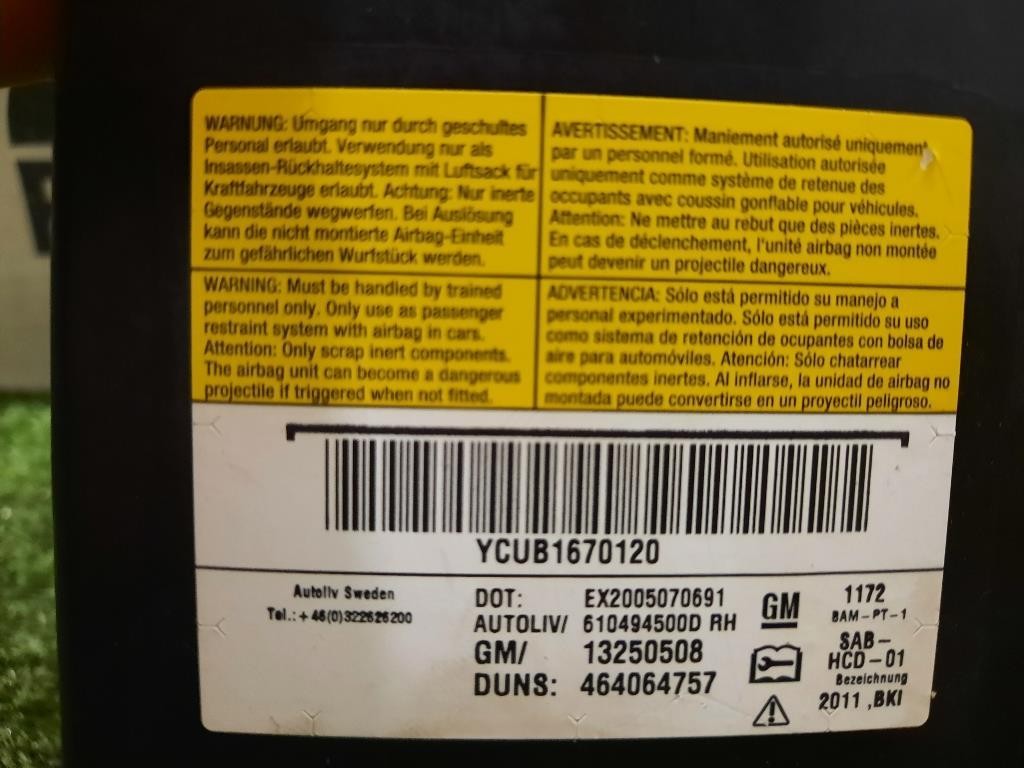 WARNUNG: Umgang nur durch geschultes
Personal erlaubt. Verwendung nur als
Insassen-Rückhaltesystem mit Luftsack für
Kraftfahrzeuge erlaubt. Achtung: Nur inerte
Gegenstände wegwerfen. Bei Auslösung
kann die nicht montierte Airbag-Einheit
zum gefährlichen Wurfstück werden.
AVERTISSEMENT: Maniement autorisé uniquement
par un personnel formé. Utilisation autorisée
uniquement comme système de retenue des
occupants avec coussin gonflable pour véhicules.
Attention: Ne mettre au rebut que des pièces inertes.
En cas de déclenchement, l'unité airbag non montée
peut devenir un projectile dangereux.
WARNING: Must be handled by trained
personnel only. Only use as passenger
restraint system with airbag in cars.
Attention: Only scrap inert components.
The airbag unit can become a dangerous
projectile if triggered when not fitted.
ADVERTENCIA: Sólo está permitido su manejo a
personal experimentado. Sólo está permitido su uso
como sistema de retención de ocupantes con bolsa de
aire para automóviles. Atención: Sólo chatarrear
componentes inertes. Al inflarse, la unidad de airbag no
montada puede convertirse en un proyectil peligroso.
YCUB1670120
Autoliv Sweden
Tel.: +46(0)322626200
DOT: EX2005070691
AUTOLIV/ 610494500D RH
GM/ 13250508
DUNS: 464064757
GM
1172
BAM-PT-1
SAB-
HCD-01
Bezeichnung
2011 ,BKI